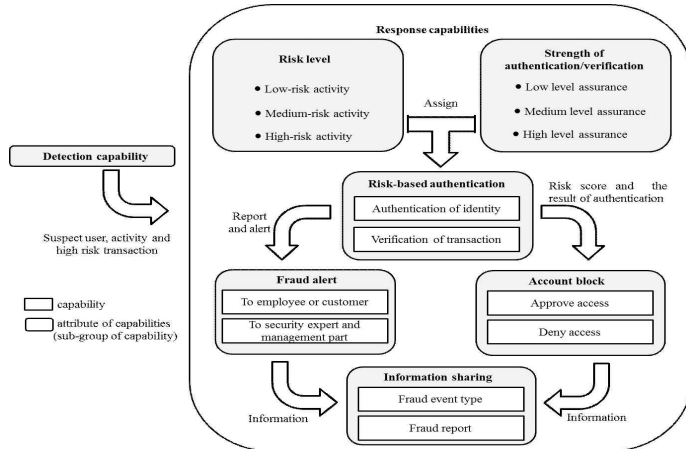 Response capabilities
Risk level
Low-risk activity
Medium-risk activity
High-risk activity
Strength of
authentication/verification
Low level assurance
Medium level assurance
High level assurance
Assign
Detection capability
Suspect user, activity and
high risk transaction
Risk-based authentication
Authentication of identity
Verification of transaction
Report
and alert
Risk score and the
result of authentication
Fraud alert
To employee or customer
To security expert and
management part
Account block
Approve access
Deny access
capability
attribute of capabilities
(sub-group of capability)
Information sharing
Fraud event type
Fraud report
Information
Information